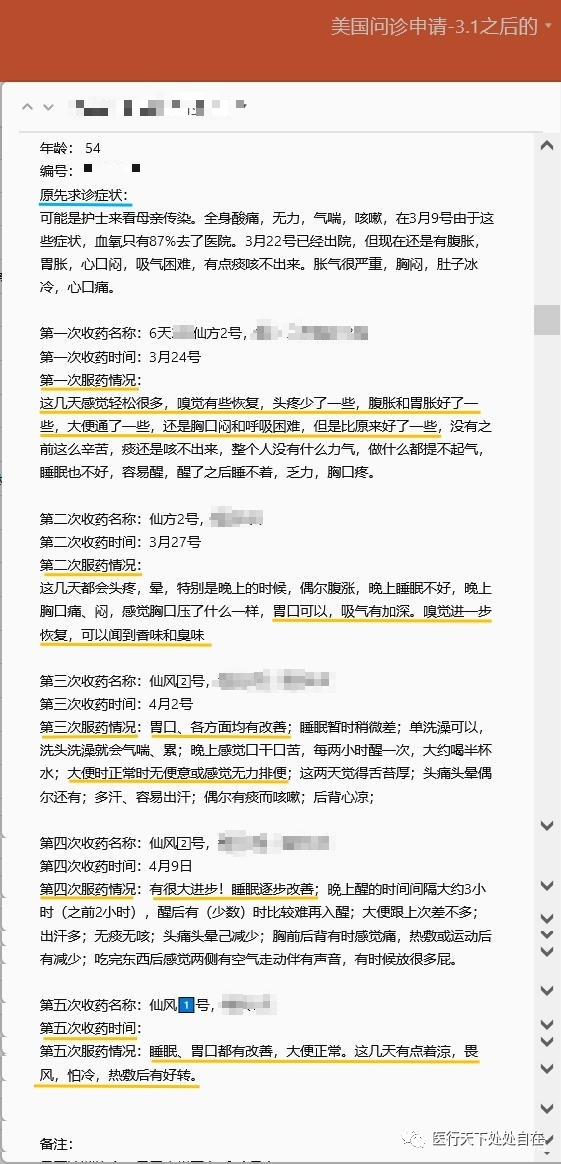 美国问诊申请-3.1之后的
年龄： 54
编号：
原先求诊症状：
可能是护士来看母亲传染。全身酸痛，无力，气喘，咳嗽，在3月9号由于这
些症状，血氧只有87%去了医院。3月22号已经出院，但现在还是有腹胀，
胃胀，心口闷，吸气困难，有点痰咳不出来。胀气很严重，胸闷，肚子冰
冷，心口痛。
第一次收药名称：6天 仙方2号，
第一次收药时间：3月24号
第一次服药情况：
这几天感觉轻松很多，嗅觉有些恢复，头疼少了一些，腹胀和胃胀好了一
些，大便通了一些，还是胸口闷和呼吸困难，但是比原来好了一些，没有之
前这么辛苦，痰还是咳不出来，整个人没有什么力气，做什么都提不起气，
睡眠也不好，容易醒，醒了之后睡不着，乏力，胸口疼。
第二次收药名称：仙方2号，
第二次收药时间：3月27号
第二次服药情况：
这几天都会头疼，晕，特别是晚上的时候，偶尔腹涨，晚上睡眠不好，晚上
胸口痛、闷，感觉胸口压了什么一样，胃口可以，吸气有加深。嗅觉进一步
恢复，可以闻到香味和臭味
第三次收药名称：仙风2号，
第三次收药时间：4月2号
第三次服药情况：胃口、各方面均有改善；睡眠暂时稍微差；单洗澡可以，
洗头洗澡就会气喘、累；晚上感觉口干口苦，每两小时醒一次，大约喝半杯
水；大便时正常时无便意或感觉无力排便；这两天觉得舌苔厚；头痛头晕偶
尔还有；多汗、容易出汗；偶尔有痰而咳嗽；后背心凉；
第四次收药名称：仙风2号，
第四次收药时间：4月9日
第四次服药情况：有很大进步！睡眠逐步改善；晚上醒的时间间隔大约3小
时（之前2小时），醒后有（少数）时比较难再入醒；大便跟上次差不多；
出汗多；无痰无咳；头痛头晕己减少；胸前后背有时感觉痛，热敷或运动后
有减少；吃完东西后感觉两侧有空气走动伴有声音，有时候放很多屁。
第五次收药名称：仙风1号，
第五次收药时间：
第五次服药情况：睡眠、胃口都有改善，大便正常。这几天有点着凉，畏
风，怕冷，热敷后有好转。
备注：
医行天下处处自在